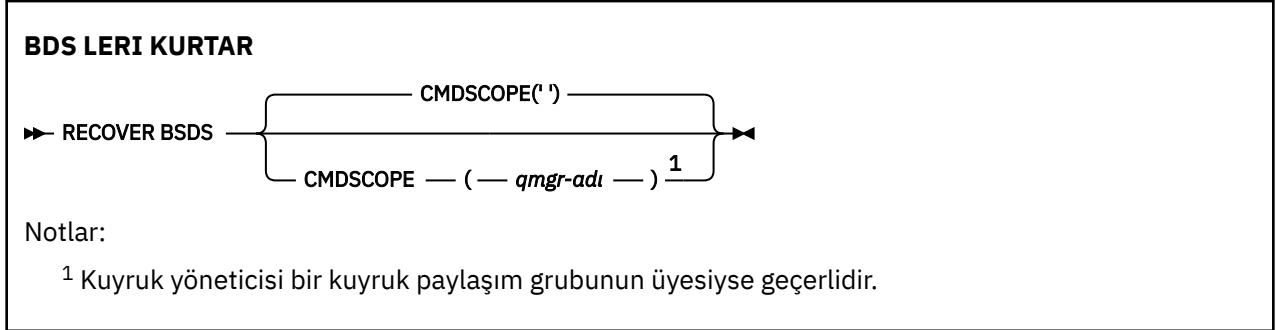 BDS LERI KURTAR
CMDSCOPE(' ')
RECOVER BSDS
CMDSCOPE ( qmgr-adı ) 1
Notlar:
1 Kuyruk yöneticisi bir kuyruk paylaşım grubunun üyesiyse geçerlidir.